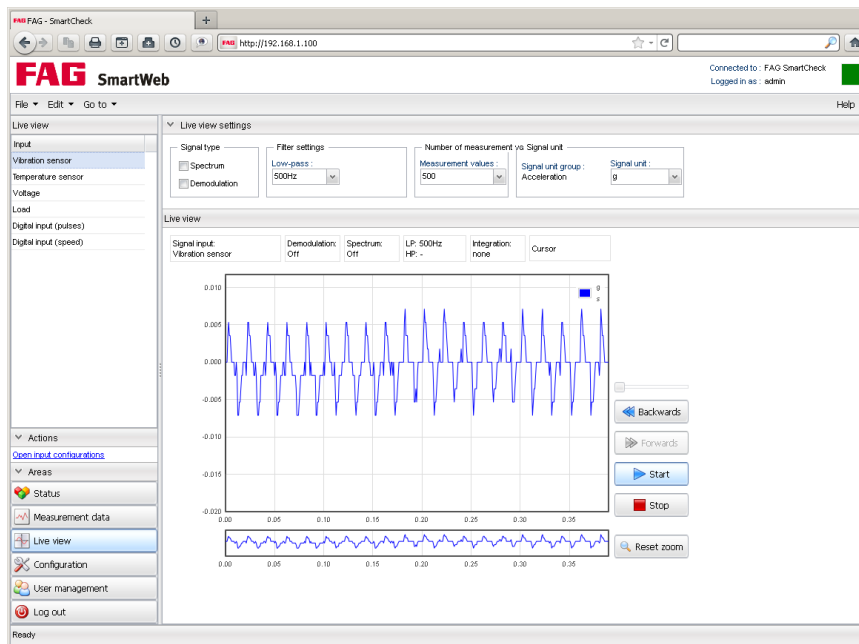 FAG FAG - SmartCheck
+
FAG http://192.168.1.100
FAG SmartWeb
Connected to : FAG SmartCheck
Logged in as : admin
File Edit Go to Help
Live view
Input
Vibration sensor
Temperature sensor
Voltage
Load
Digital input (pulses)
Digital input (speed)
Actions
Open input configurations
Areas
Status
Measurement data
Live view
Configuration
User management
Log out
Ready
Live view settings
Signal type
Spectrum
Demodulation
Filter settings
Low-pass :
500Hz
Number of measurement va
Measurement values :
500
Signal unit
Signal unit group :
Acceleration
Signal unit :
g
Live view
Signal input:
Vibration sensor
Demodulation:
Off
Spectrum:
Off
LP: 500Hz
HP: -
Integration:
none
Cursor
g
s
0.010
0.005
0.000
-0.005
-0.010
-0.015
-0.020
0.00 0.05 0.10 0.15 0.20 0.25 0.30 0.35
0.00 0.05 0.10 0.15 0.20 0.25 0.30 0.35
Backwards
Forwards
Start
Stop
Reset zoom